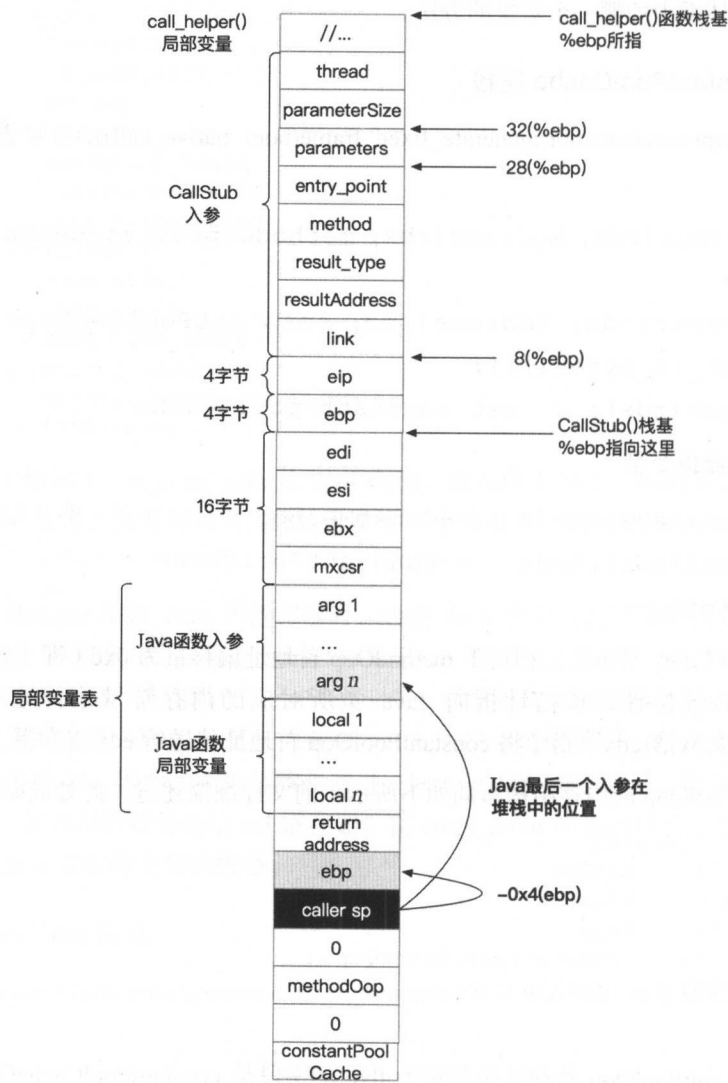 call_helper()
局部变量
//...
call_helper()函数栈基
%ebp所指
thread
parameterSize
32(%ebp)
parameters
28(%ebp)
CallStub
入参
entry_point
method
result_type
resultAddress
link
8(%ebp)
4字节
eip
4字节
ebp
CallStub()栈基
%ebp指向这里
edi
16字节
esi
ebx
mxcsr
arg 1
Java函数入参
...
arg n
局部变量表
local 1
Java函数
局部变量
...
Java最后一个入参在
堆栈中的位置
local n
return
address
ebp
-0x4(ebp)
caller sp
0
methodOop
0
constantPool
Cache